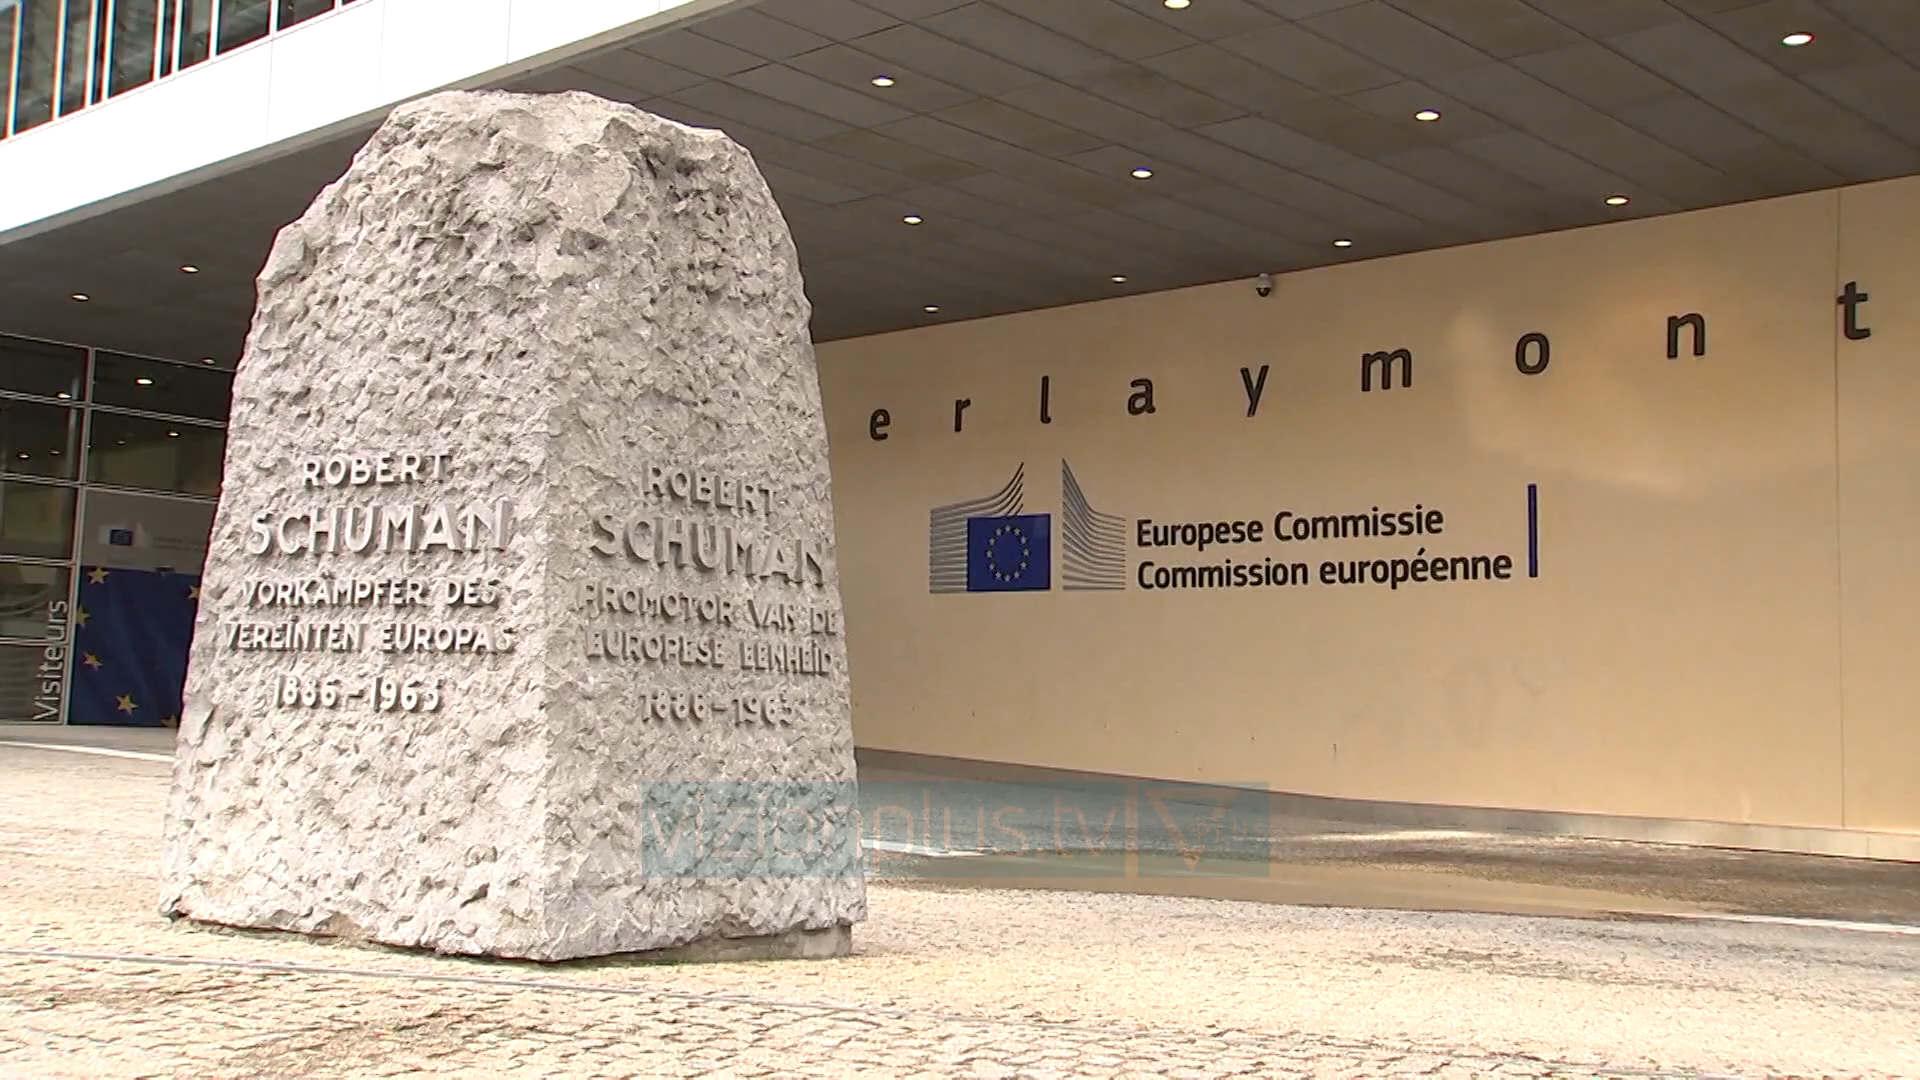 ROBERT
SCHUMAN
VORKÄMPFER DES
VEREINTEN EUROPAS
1886-1963
ROBERT
SCHUMAN
PROMOTOR VAN DE
EUROPESE EENHEID
1886-1963
erlaymont
Europese Commissie
Commission européenne
Visiteurs
vizionplus.tv